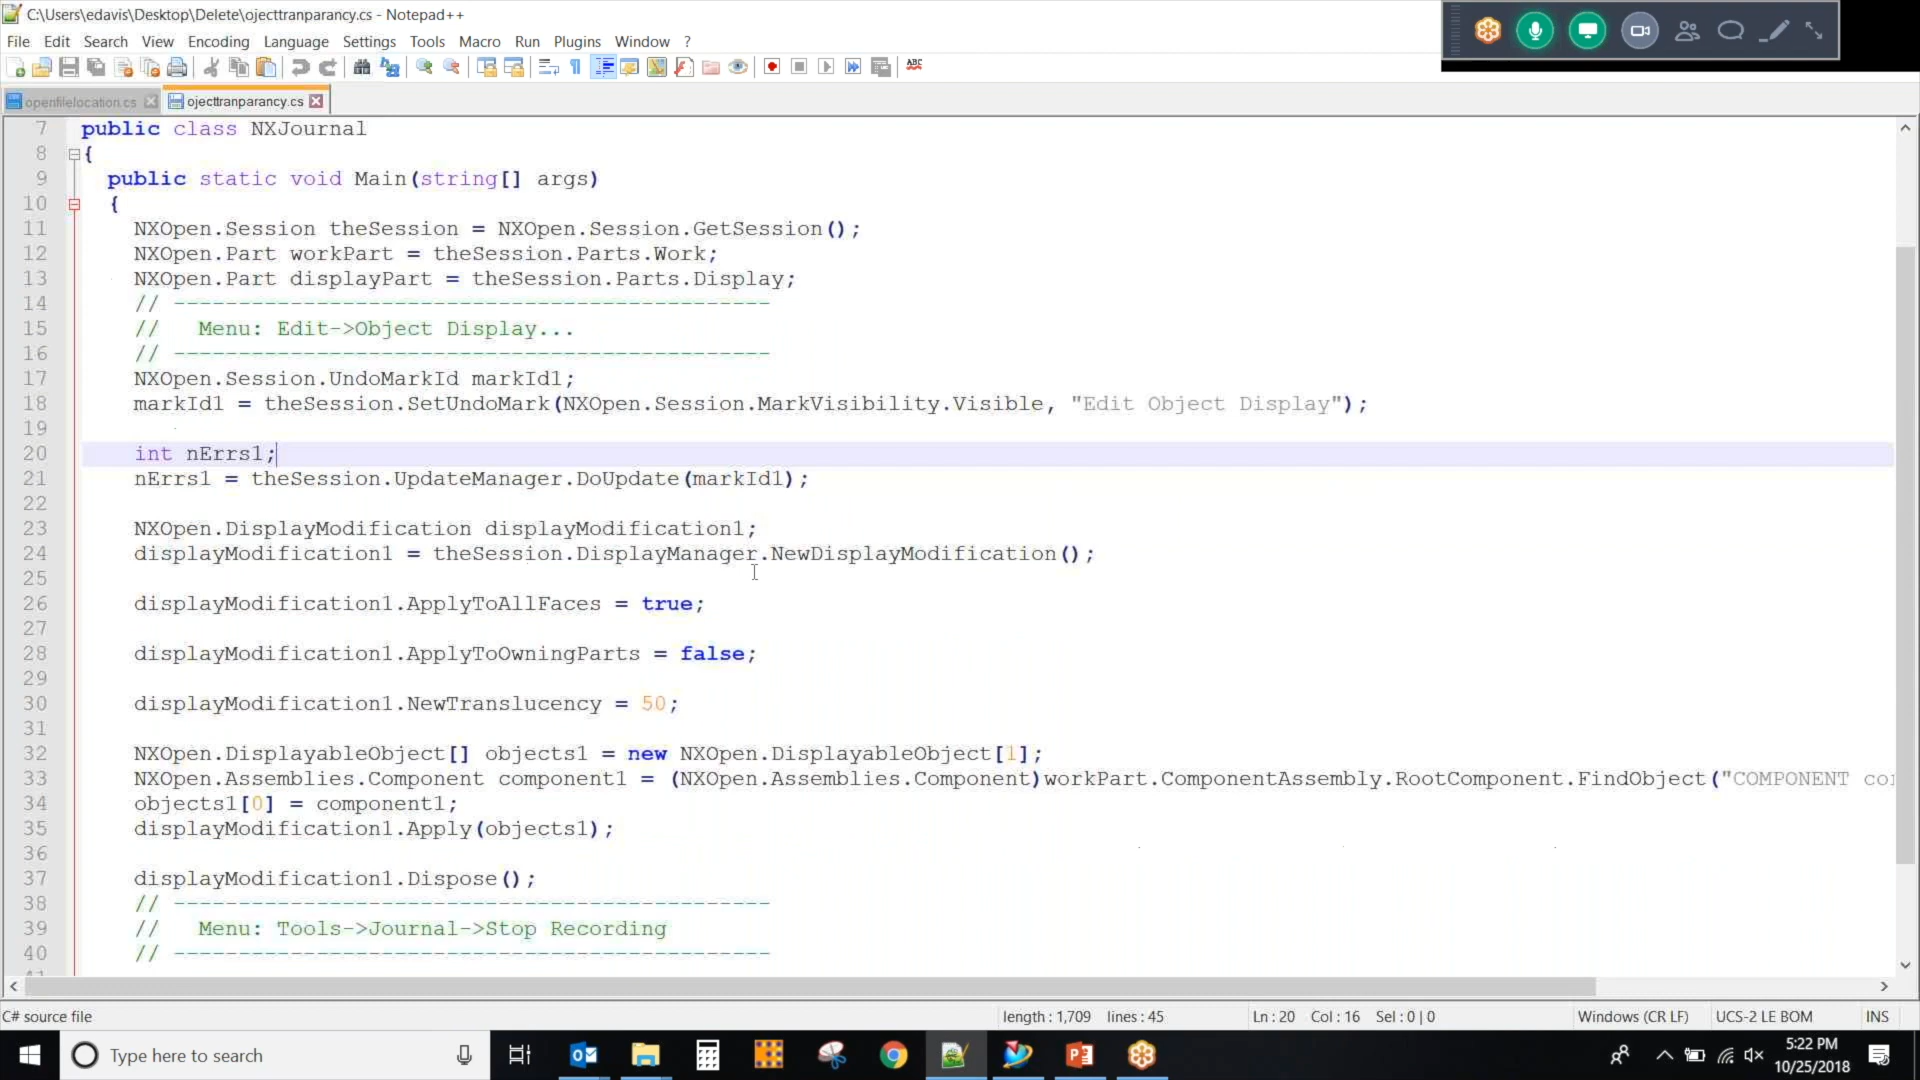 C:\Users\edavis\Desktop\Delete\ojecttranparancy.cs - Notepad++
File Edit Search View Encoding Language Settings Tools Macro Run Plugins Window ?
ABC
openfilelocation.cs ojecttranparancy.cs
7 public class NXJournal
8 {
9 public static void Main(string[] args)
10 {
11 NXOpen.Session theSession = NXOpen.Session.GetSession();
12 NXOpen.Part workPart = theSession.Parts.Work;
13 NXOpen.Part displayPart = theSession.Parts.Display;
14 // ----------------------------------------------
15 // Menu: Edit->Object Display...
16 // ----------------------------------------------
17 NXOpen.Session.UndoMarkId markId1;
18 markId1 = theSession.SetUndoMark(NXOpen.Session.MarkVisibility.Visible, "Edit Object Display");
19
20 int nErrs1;
21 nErrs1 = theSession.UpdateManager.DoUpdate(markId1);
22
23 NXOpen.DisplayModification displayModification1;
24 displayModification1 = theSession.DisplayManager.NewDisplayModification();
25
26 displayModification1.ApplyToAllFaces = true;
27
28 displayModification1.ApplyToOwningParts = false;
29
30 displayModification1.NewTranslucency = 50;
31
32 NXOpen.DisplayableObject[] objects1 = new NXOpen.DisplayableObject[1];
33 NXOpen.Assemblies.Component component1 = (NXOpen.Assemblies.Component)workPart.ComponentAssembly.RootComponent.FindObject("COMPONENT co
34 objects1[0] = component1;
35 displayModification1.Apply(objects1);
36
37 displayModification1.Dispose();
38 // ----------------------------------------------
39 // Menu: Tools->Journal->Stop Recording
40 // ----------------------------------------------
C# source file length : 1,709 lines : 45 Ln : 20 Col : 16 Sel : 0 | 0 Windows (CR LF) UCS-2 LE BOM INS
Type here to search
5:22 PM
10/25/2018